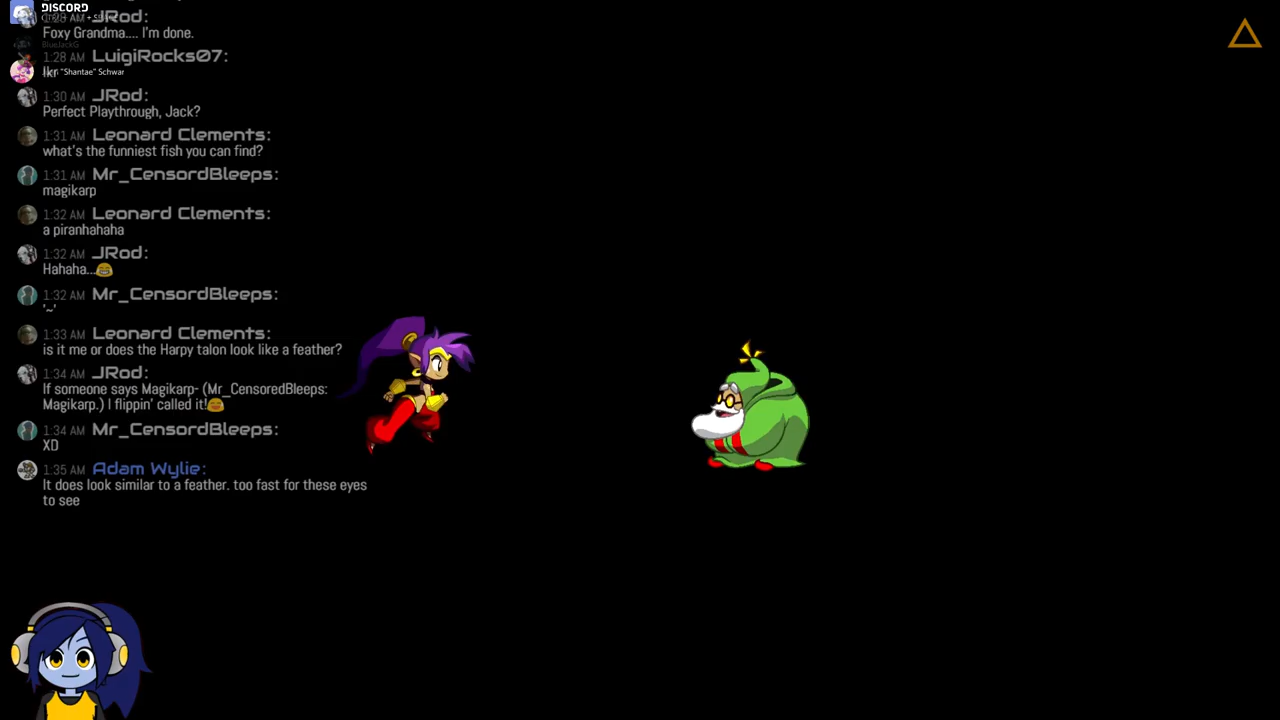 DISCORD
JRod:
Foxy Grandma.... I'm done.
BlueJackG
1:28 AM LuigiRocks07:
"Shantae" Schwar
1:30 AM JRod:
Perfect Playthrough, Jack?
1:31 AM Leonard Clements:
what's the funniest fish you can find?
1:31 AM Mr_CensordBleeps:
magikarp
1:32 AM Leonard Clements:
a piranhahaha
1:32 AM JRod:
Hahaha...😂
1:32 AM Mr_CensordBleeps:
'~'
1:33 AM Leonard Clements:
is it me or does the Harpy talon look like a feather?
1:34 AM JRod:
If someone says Magikarp- (Mr_CensoredBleeps:
Magikarp.) I flippin' called it!😄
1:34 AM Mr_CensordBleeps:
XD
1:35 AM Adam Wylie:
It does look similar to a feather. too fast for these eyes
to see